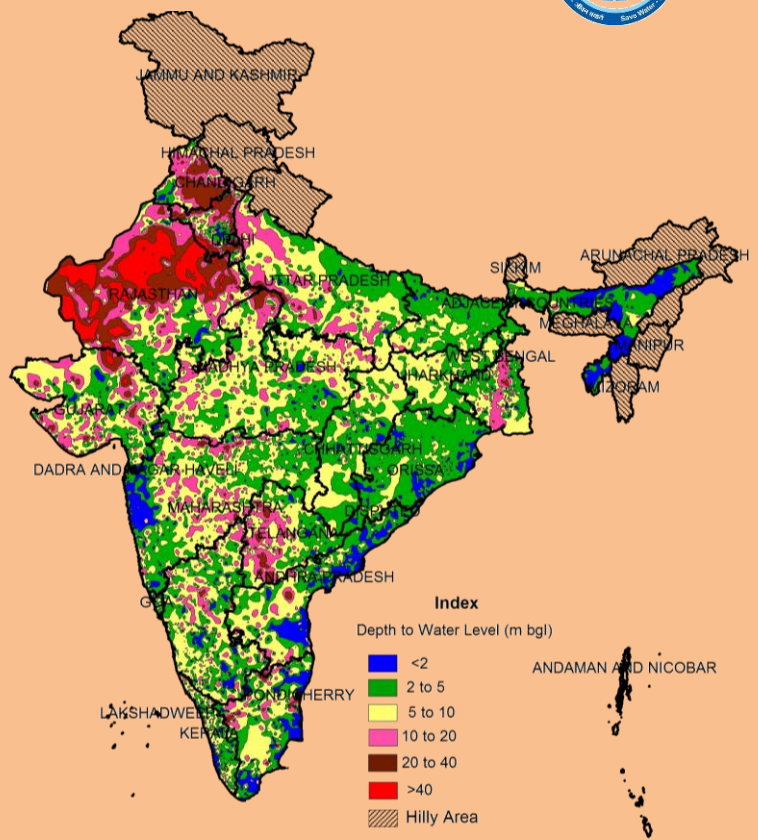 Save Water
JAMMU AND KASHMIR
HIMACHAL PRADESH
CHANDIGARH
DELHI
ARUNACHAL PRADESH
SIKKIM
UTTAR PRADESH
RAJASTHAN
ADJACENT COUNTRIES
MEGHALAYA
MANIPUR
WEST BENGAL
MADHYA PRADESH
JHARKHAND
MIZORAM
GUJARAT
CHHATTISGARH
DADRA AND NAGAR HAVELI
ORISSA
MAHARASHTRA
DISPUTED
TELANGANA
ANDHRA PRADESH
GOA
Index
Depth to Water Level (m bgl)
<2
2 to 5
ANDAMAN AND NICOBAR
PONDICHERRY
5 to 10
LAKSHADWEEP
KERALA
10 to 20
20 to 40
>40
Hilly Area